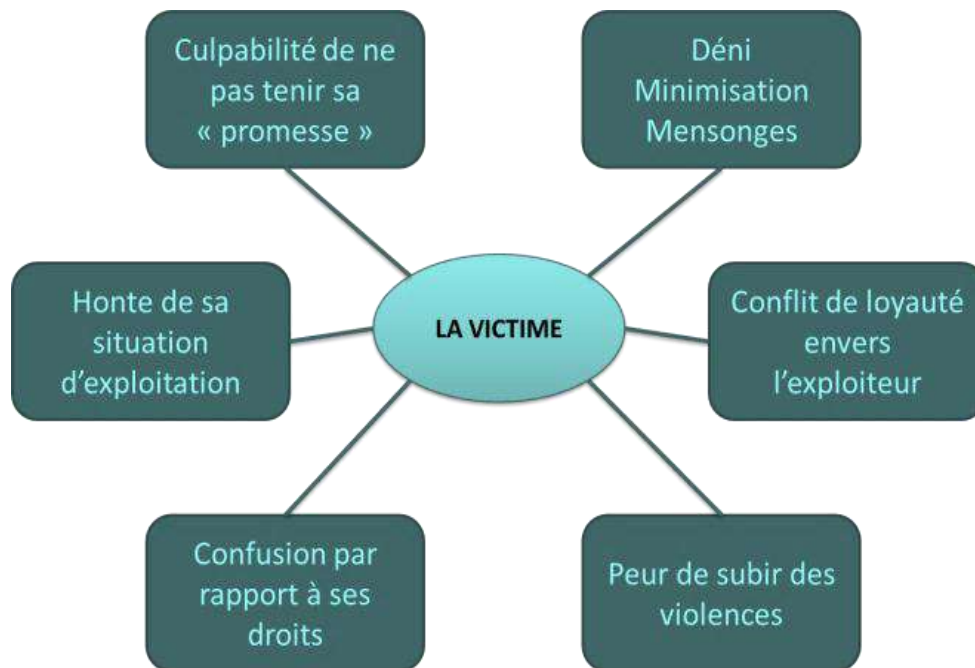 Culpabilité de ne
pas tenir sa
« promesse »
Déni
Minimisation
Mensonges
Honte de sa
situation
d’exploitation
LA VICTIME
Conflit de loyauté
envers
l’exploiteur
Confusion par
rapport à ses
droits
Peur de subir des
violences